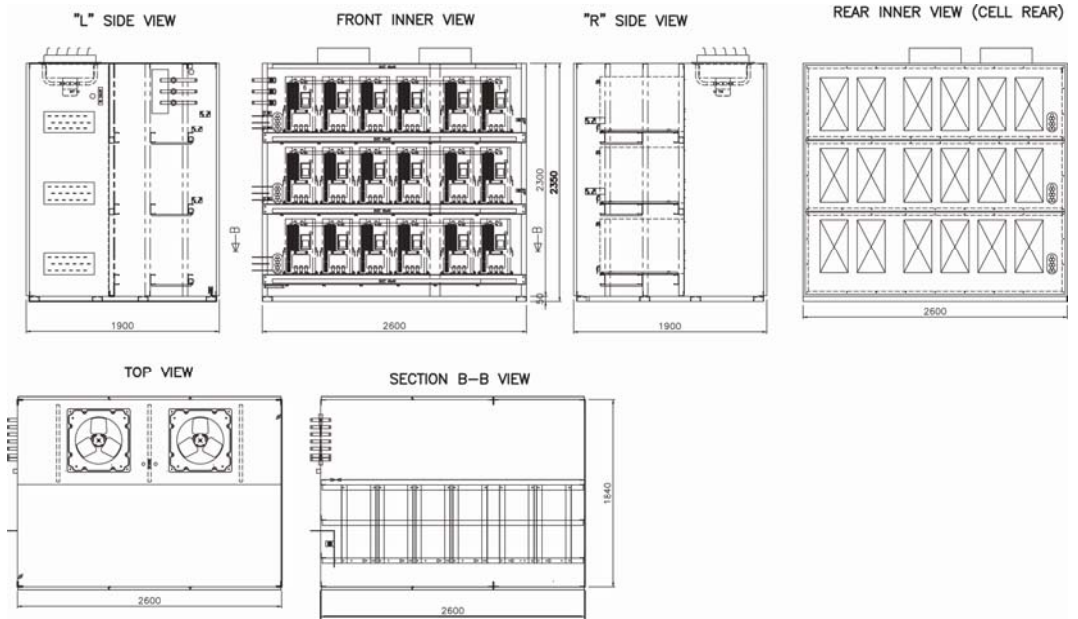 "L" SIDE VIEW
FRONT INNER VIEW
"R" SIDE VIEW
REAR INNER VIEW (CELL REAR)
2300
2350
B
B
50
1900
2600
1900
2600
TOP VIEW
SECTION B-B VIEW
1840
2600
2600